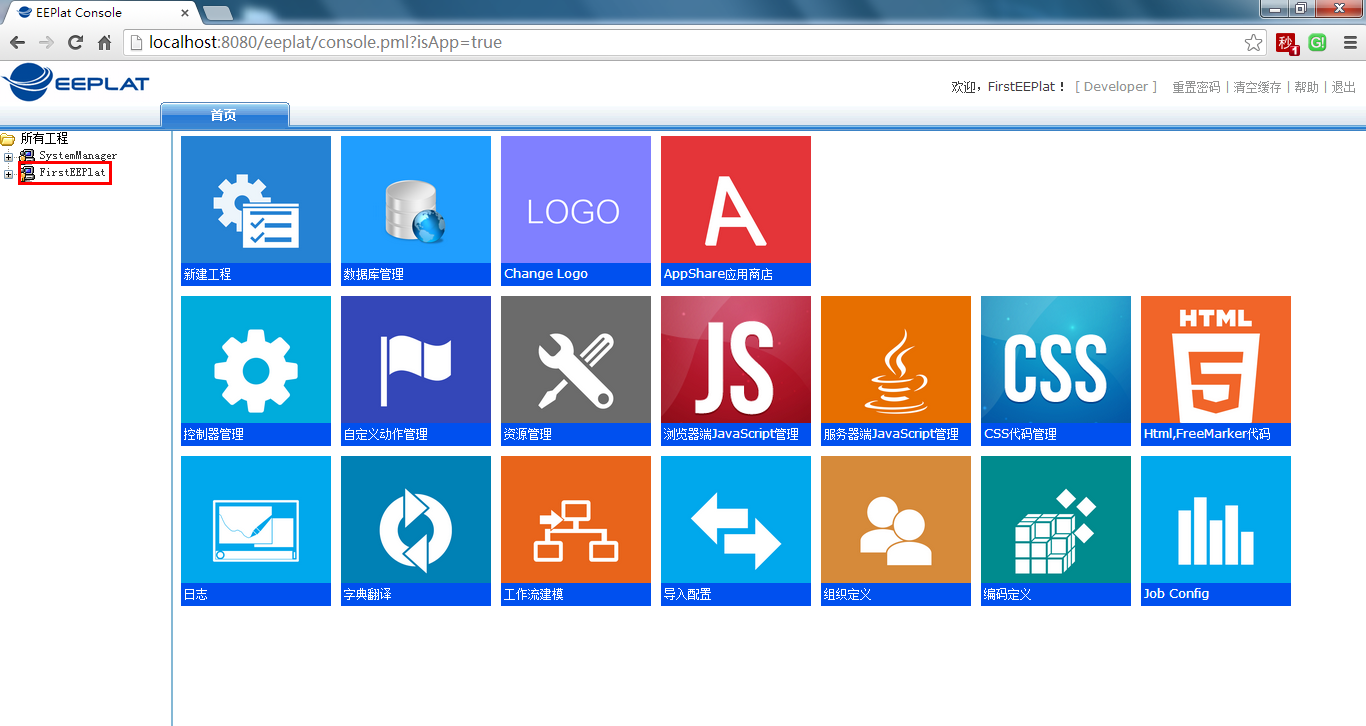 EEPlat Console
localhost:8080/eeplat/console.pml?isApp=true
秒 1 G!
EEPLAT
欢迎，FirstEEPlat！ [ Developer ] 重置密码 | 清空缓存 | 帮助 | 退出
首页
所有工程
SystemManager
FirstEEPlat
LOGO
A
新建工程
数据库管理
Change Logo
AppShare应用商店
JS
CSS
HTML
5
控制器管理
自定义动作管理
资源管理
浏览器端JavaScript管理
服务器端JavaScript管理
CSS代码管理
Html,FreeMarker代码
日志
字典翻译
工作流建模
导入配置
组织定义
编码定义
Job Config